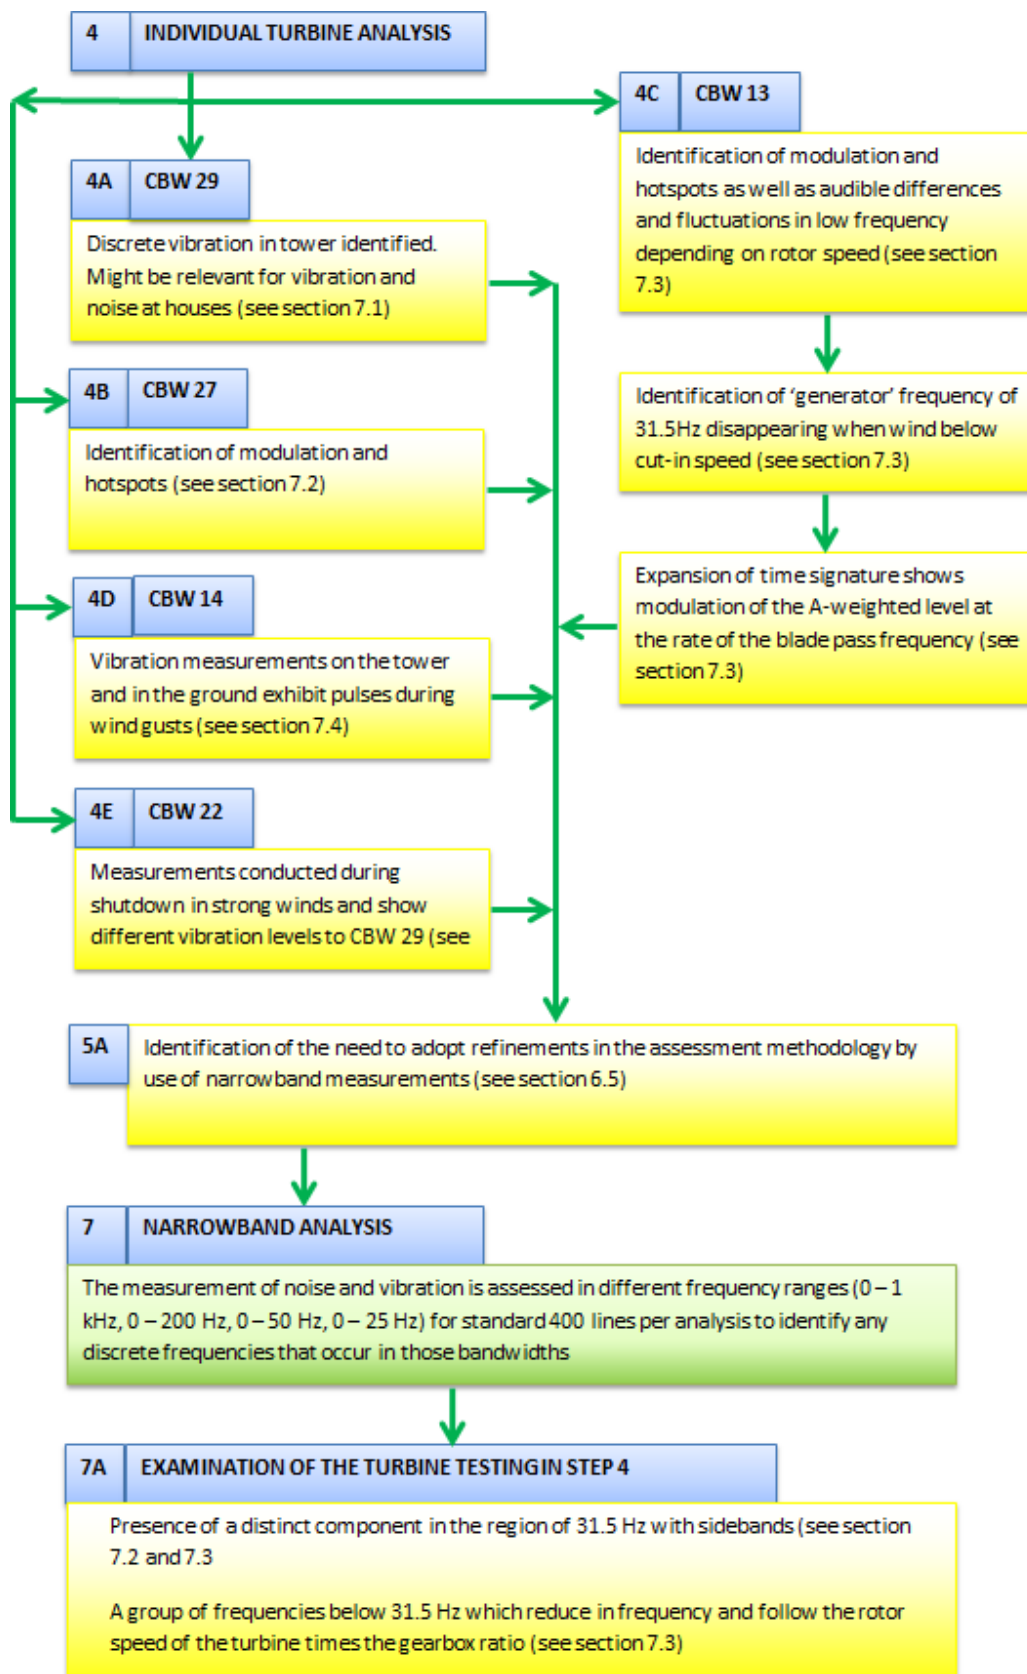 4 INDIVIDUAL TURBINE ANALYSIS
4A CBW 29
Discrete vibration in tower identified.
Might be relevant for vibration and
noise at houses (see section 7.1)
4B CBW 27
Identification of modulation and
hotspots (see section 7.2)
4D CBW 14
Vibration measurements on the tower
and in the ground exhibit pulses during
wind gusts (see section 7.4)
4E CBW 22
Measurements conducted during
shutdown in strong winds and show
different vibration levels to CBW 29 (see
4C CBW 13
Identification of modulation and
hotspots as well as audible differences
and fluctuations in low frequency
depending on rotor speed (see section
7.3)
Identification of ‘generator’ frequency of
31.5Hz disappearing when wind below
cut-in speed (see section 7.3)
Expansion of time signature shows
modulation of the A-weighted level at
the rate of the blade pass frequency (see
section 7.3)
5A Identification of the need to adopt refinements in the assessment methodology by
use of narrowband measurements (see section 6.5)
7 NARROWBAND ANALYSIS
The measurement of noise and vibration is assessed in different frequency ranges (0 – 1
kHz, 0 – 200 Hz, 0 – 50 Hz, 0 – 25 Hz) for standard 400 lines per analysis to identify any
discrete frequencies that occur in those bandwidths
7A EXAMINATION OF THE TURBINE TESTING IN STEP 4
Presence of a distinct component in the region of 31.5 Hz with sidebands (see section
7.2 and 7.3
A group of frequencies below 31.5 Hz which reduce in frequency and follow the rotor
speed of the turbine times the gearbox ratio (see section 7.3)